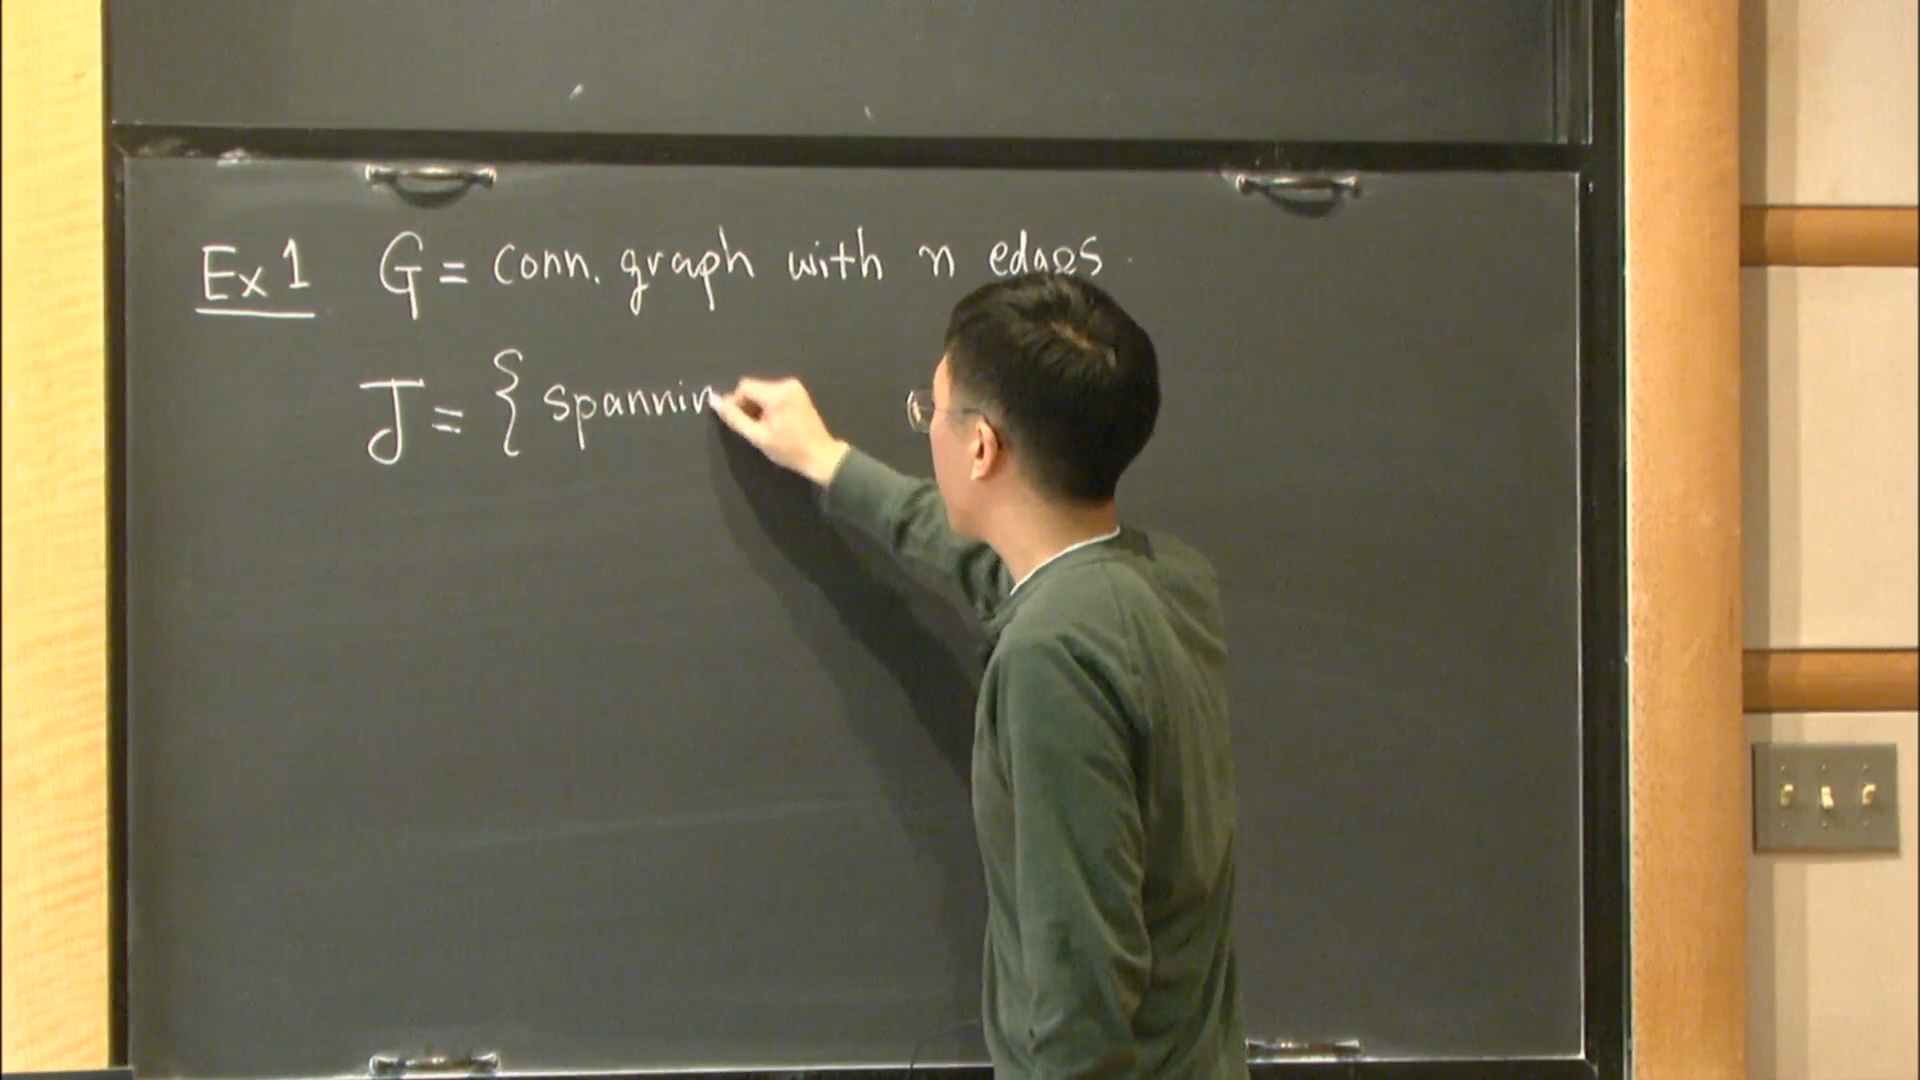 Ex 1 G = conn. graph with n edges.
J = { spannin